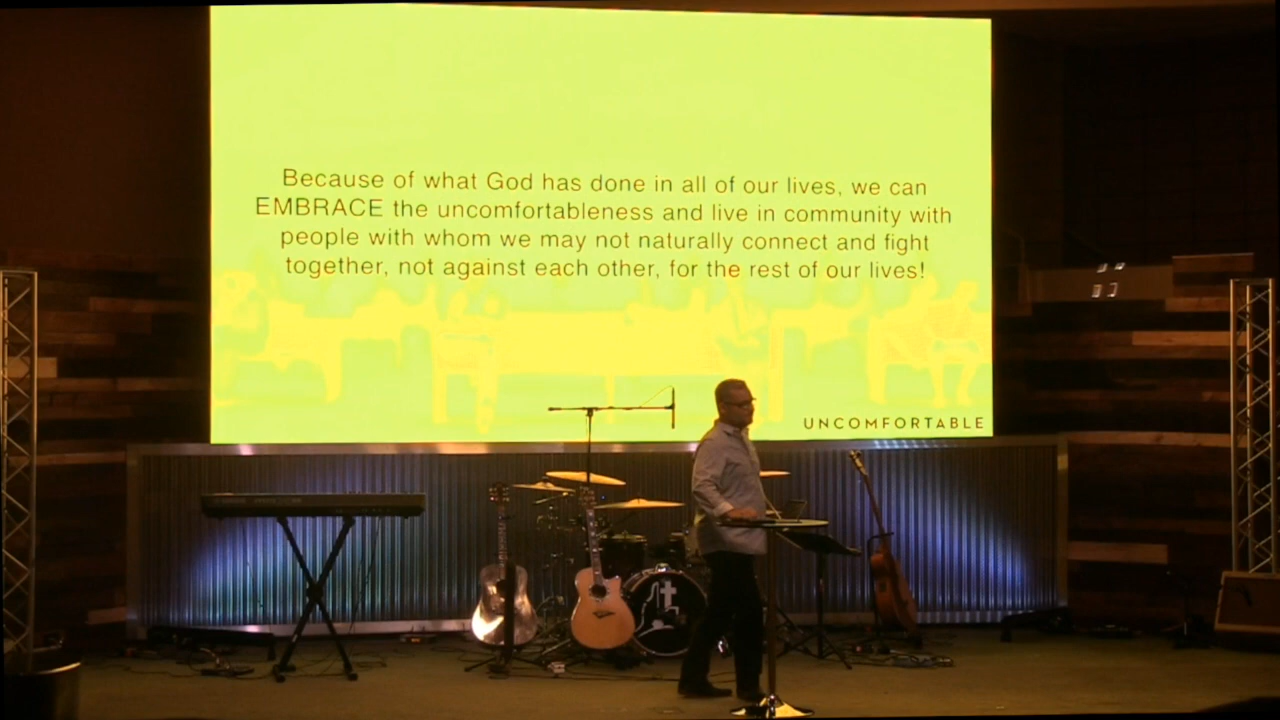 Because of what God has done in all of our lives, we can
EMBRACE the uncomfortableness and live in community with
people with whom we may not naturally connect and fight
together, not against each other, for the rest of our lives!
UNCOMFORTABLE